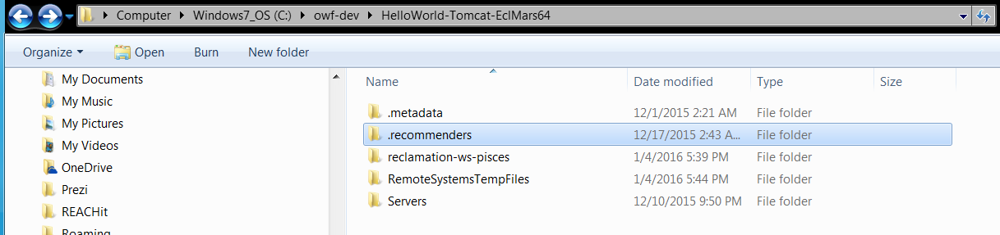 Computer Windows7_OS (C:) owf-dev HelloWorld-Tomcat-EclMars64
Organize Open Burn New folder
My Documents
My Music
My Pictures
My Videos
OneDrive
Prezi
REACHit
Roaming
Name Date modified Type Size
.metadata 12/1/2015 2:21 AM File folder
.recommenders 12/17/2015 2:43 A... File folder
reclamation-ws-pisces 1/4/2016 5:39 PM File folder
RemoteSystemsTempFiles 1/4/2016 5:44 PM File folder
Servers 12/10/2015 9:50 PM File folder